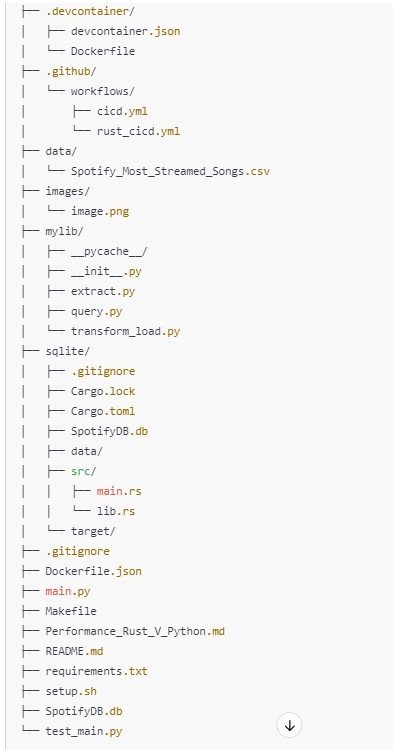 ├── .devcontainer/
│   ├── devcontainer.json
│   └── Dockerfile
├── .github/
│   └── workflows/
│       ├── cicd.yml
│       └── rust_cicd.yml
├── data/
│   └── Spotify_Most_Streamed_Songs.csv
├── images/
│   └── image.png
├── mylib/
│   ├── __pycache__/
│   ├── __init__.py
│   ├── extract.py
│   ├── query.py
│   └── transform_load.py
├── sqlite/
│   ├── .gitignore
│   ├── Cargo.lock
│   ├── Cargo.toml
│   ├── SpotifyDB.db
│   ├── data/
│   ├── src/
│   │   ├── main.rs
│   │   └── lib.rs
│   └── target/
├── .gitignore
├── Dockerfile.json
├── main.py
├── Makefile
├── Performance_Rust_V_Python.md
├── README.md
├── requirements.txt
├── setup.sh
├── SpotifyDB.db
└── test_main.py